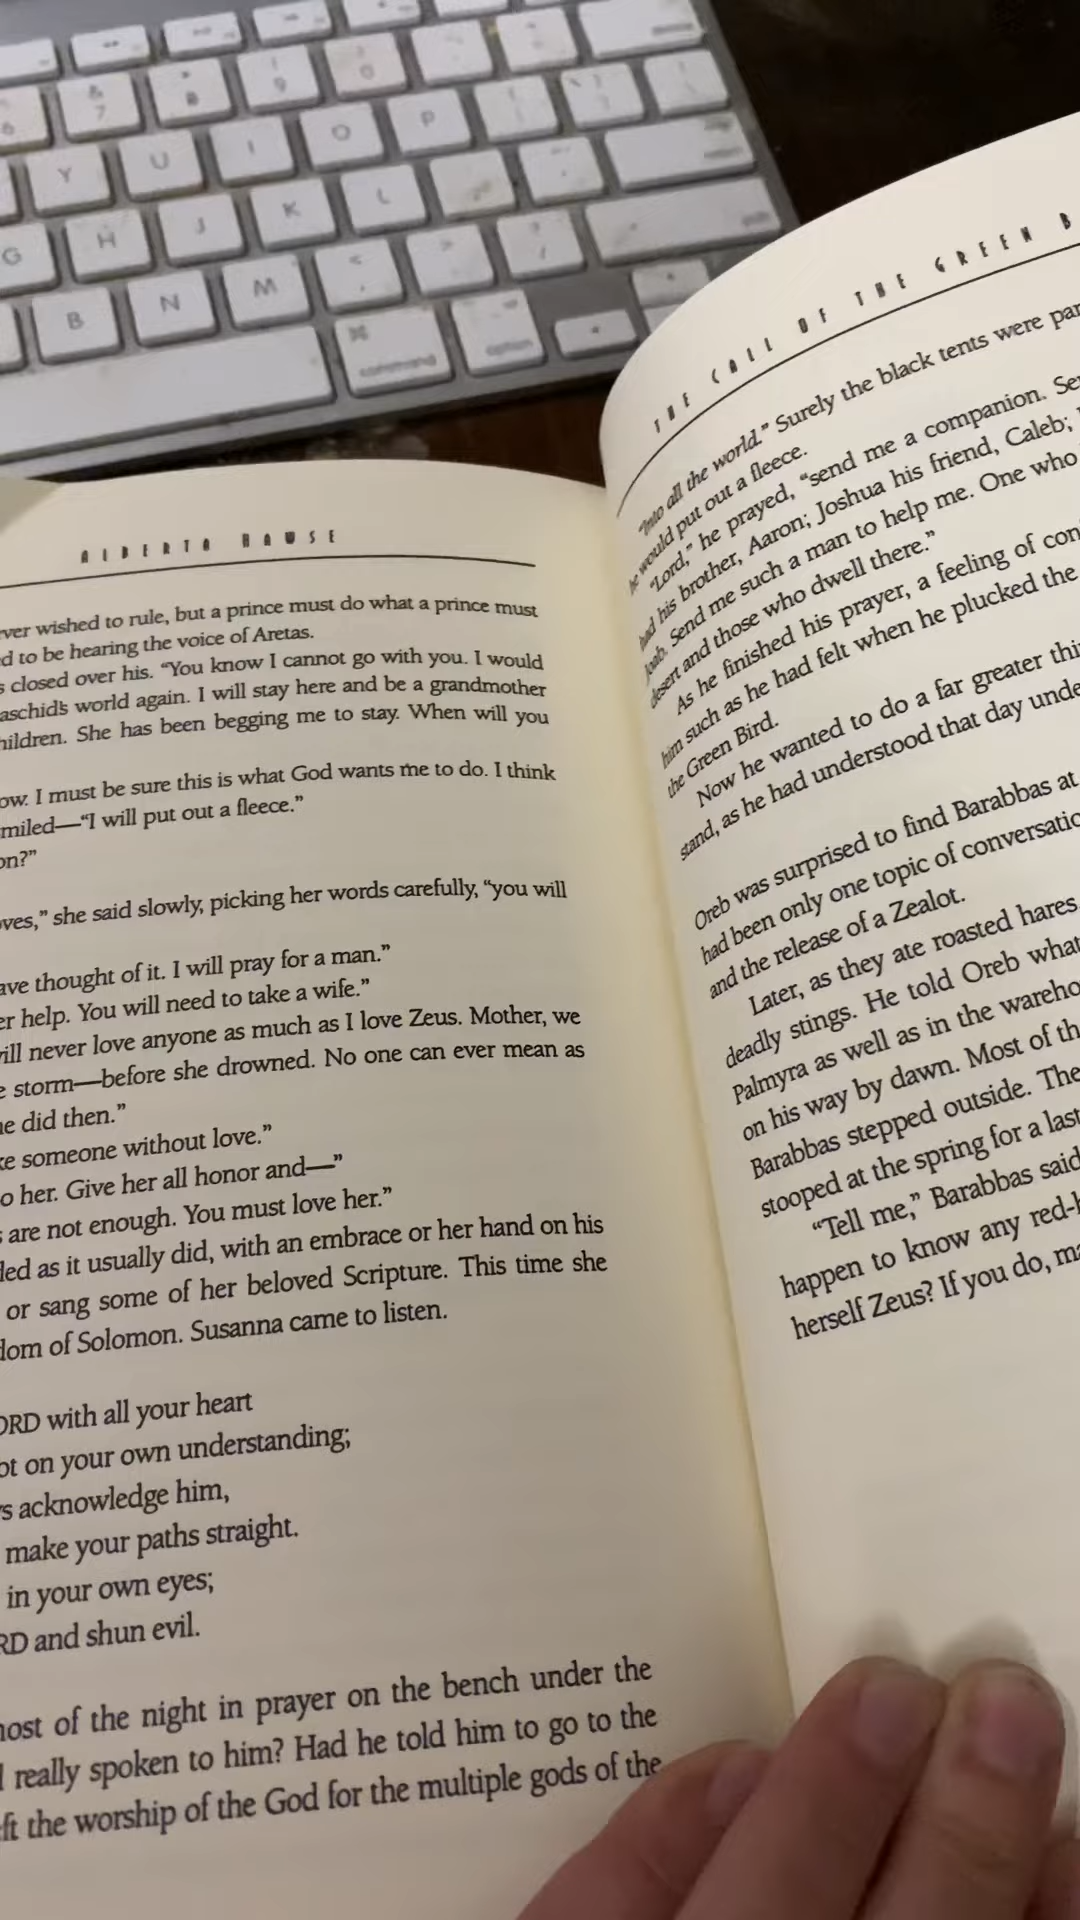 & 7
* 8
( 9
) 0
6
Y U I O P
G H J K L
B N M < , > . ? /
command option
ALBERTA HAWSE
ver wished to rule, but a prince must do what a prince must
d to be hearing the voice of Aretas.
s closed over his. “You know I cannot go with you. I would
aschid’s world again. I will stay here and be a grandmother
hildren. She has been begging me to stay. When will you
ow. I must be sure this is what God wants me to do. I think
miled—“I will put out a fleece.”
on?”
oves,” she said slowly, picking her words carefully, “you will
ave thought of it. I will pray for a man.”
er help. You will need to take a wife.”
ill never love anyone as much as I love Zeus. Mother, we
e storm—before she drowned. No one can ever mean as
he did then.”
ke someone without love.”
o her. Give her all honor and—”
s are not enough. You must love her.”
ded as it usually did, with an embrace or her hand on his
or sang some of her beloved Scripture. This time she
dom of Solomon. Susanna came to listen.
ORD with all your heart
ot on your own understanding;
s acknowledge him,
make your paths straight.
in your own eyes;
RD and shun evil.
most of the night in prayer on the bench under the
d really spoken to him? Had he told him to go to the
ft the worship of the God for the multiple gods of the
THE CALL OF THE GREEN B
“Into all the world.” Surely the black tents were par
he would put out a fleece.
“Lord,” he prayed, “send me a companion. Se
had his brother, Aaron; Joshua his friend, Caleb;
Joab. Send me such a man to help me. One who
desert and those who dwell there.”
As he finished his prayer, a feeling of con
him such as he had felt when he plucked the
the Green Bird.
Now he wanted to do a far greater thi
stand, as he had understood that day unde
Oreb was surprised to find Barabbas at
had been only one topic of conversatio
and the release of a Zealot.
Later, as they ate roasted hares,
deadly stings. He told Oreb what
Palmyra as well as in the wareho
on his way by dawn. Most of th
Barabbas stepped outside. The
stooped at the spring for a last
“Tell me,” Barabbas said
happen to know any red-h
herself Zeus? If you do, ma